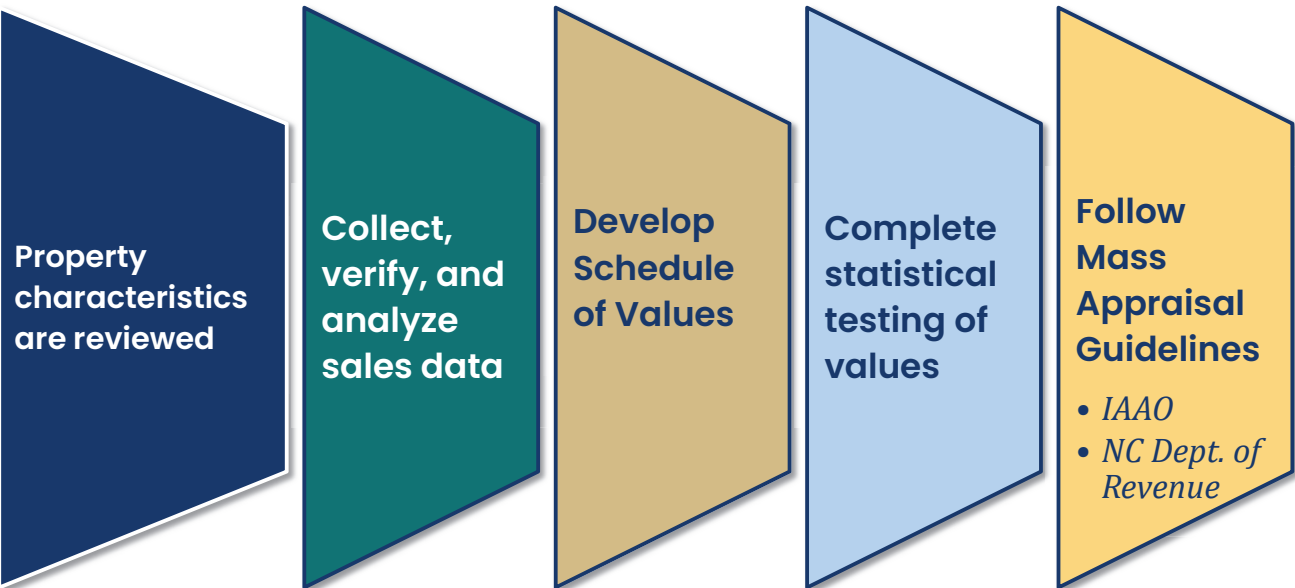 Property
characteristics
are reviewed
Collect,
verify, and
analyze
sales data
Develop
Schedule
of Values
Complete
statistical
testing of
values
Follow
Mass
Appraisal
Guidelines
• IAAO
• NC Dept. of
Revenue